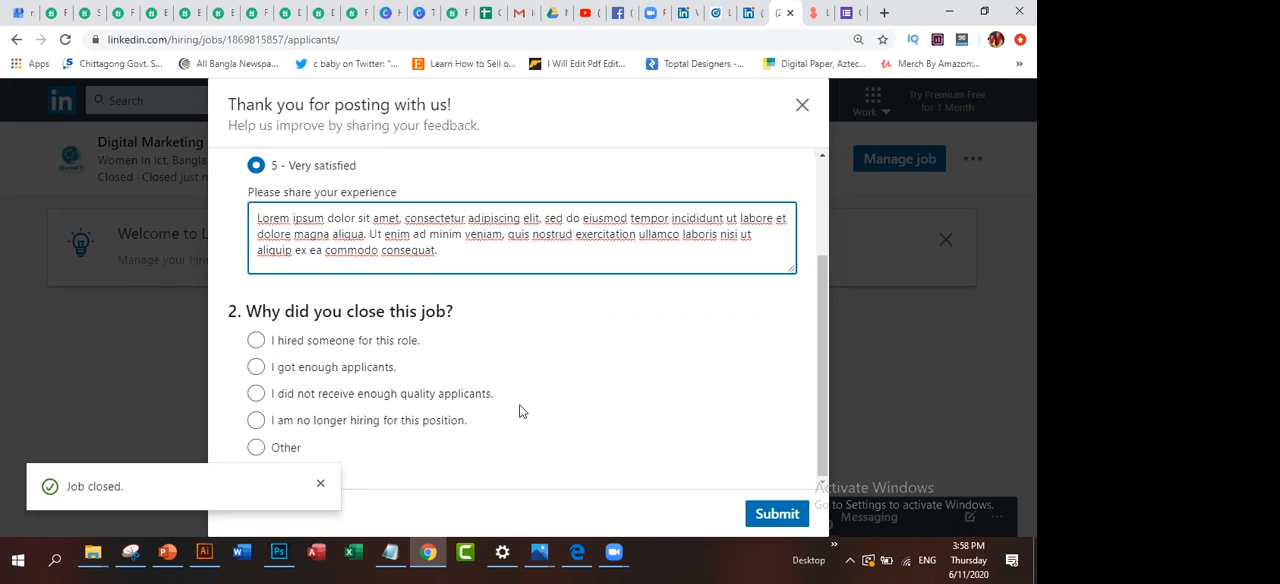 linkedin.com/hiring/jobs/1869815857/applicants/
Apps
Chittagong Govt. S...
All Bangla Newspa...
c baby on Twitter: "...
Learn How to Sell o...
I Will Edit Pdf Edit...
Toptal Designers -...
Digital Paper, Aztec...
Merch By Amazon:...
»
in
Search
Work
Try Premium Free
for 1 Month
Thank you for posting with us!
Help us improve by sharing your feedback.
Digital Marketing
Women in Ict, Bangla
Closed · Closed just n
Manage job
Welcome to L
Manage your hiri
5 - Very satisfied
Please share your experience
Lorem ipsum dolor sit amet, consectetur adipiscing elit, sed do eiusmod tempor incididunt ut labore et
dolore magna aliqua. Ut enim ad minim veniam, quis nostrud exercitation ullamco laboris nisi ut
aliquip ex ea commodo consequat.
2. Why did you close this job?
I hired someone for this role.
I got enough applicants.
I did not receive enough quality applicants.
I am no longer hiring for this position.
Other
Job closed.
Submit
Activate Windows
Go to Settings to activate Windows.
Messaging
Desktop
»
ENG
3:58 PM
Thursday
6/11/2020